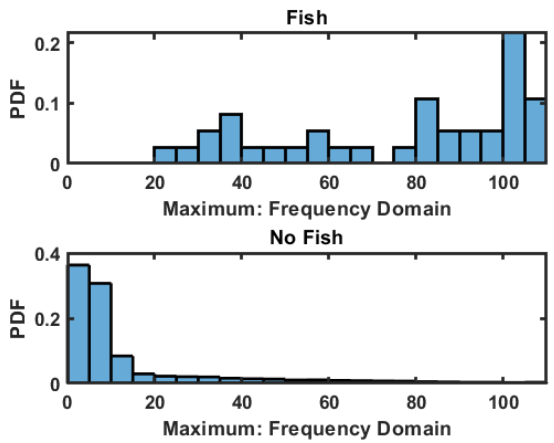 Fish
0.2
0.1
0
PDF
0 20 40 60 80 100
Maximum: Frequency Domain
No Fish
0.4
0.2
0
PDF
0 20 40 60 80 100
Maximum: Frequency Domain